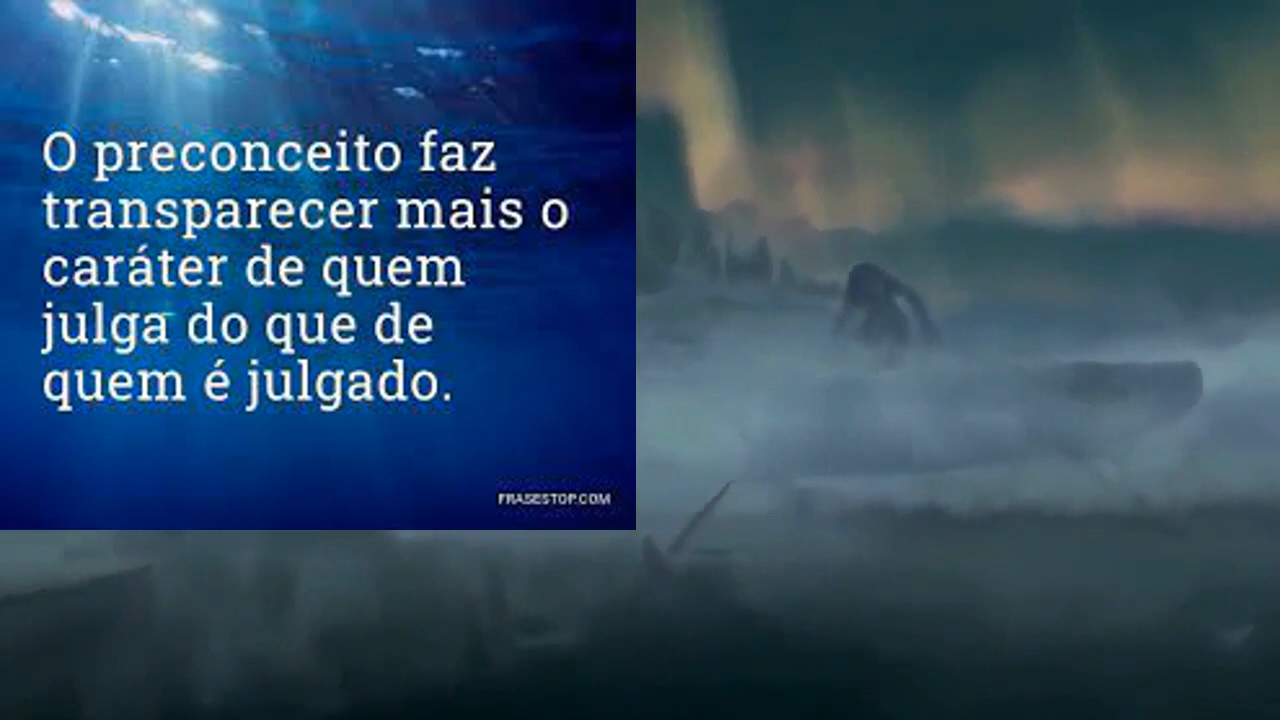 O preconceito faz
transparecer mais o
caráter de quem
julga do que de
quem é julgado.
FRASESTOP.COM